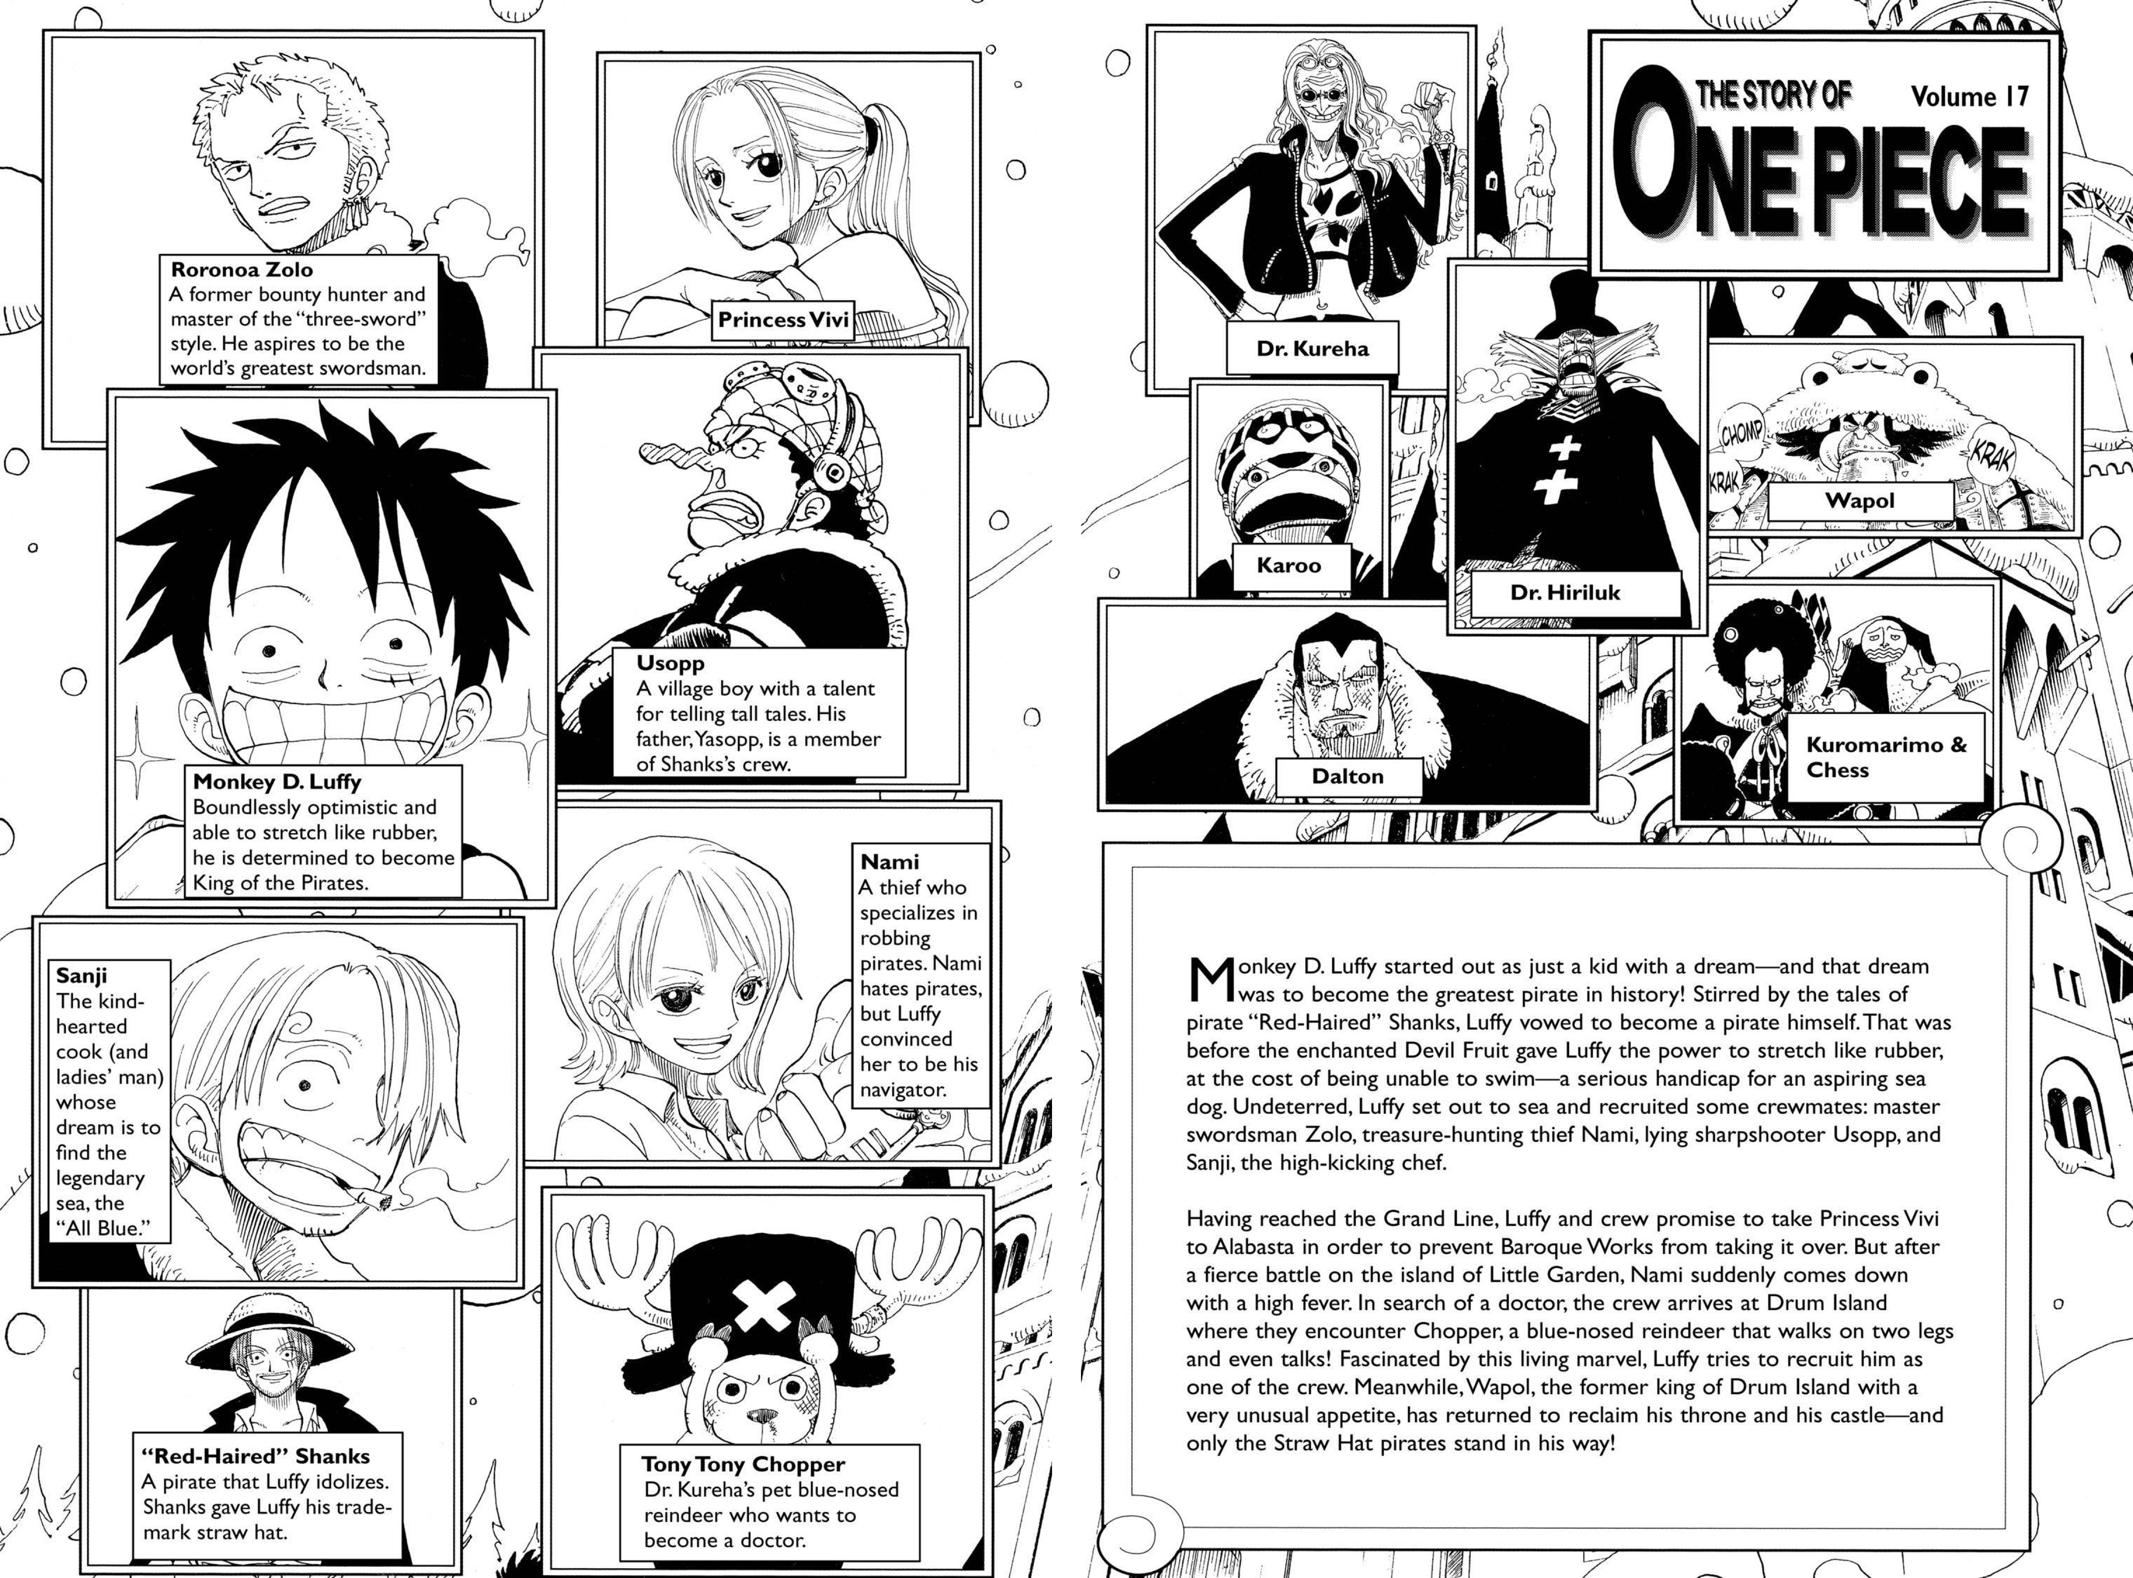 Roronoa Zolo
A former bounty hunter and
master of the "three-sword"
style. He aspires to be the
world's greatest swordsman.
Princess Vivi
Usopp
A village boy with a talent
for telling tall tales. His
father, Yasopp, is a member
of Shanks's crew.
Monkey D. Luffy
Boundlessly optimistic and
able to stretch like rubber,
he is determined to become
King of the Pirates.
Nami
A thief who
specializes in
robbing
pirates. Nami
hates pirates,
but Luffy
convinced
her to be his
navigator.
Sanji
The kind-
hearted
cook (and
ladies' man)
whose
dream is to
find the
legendary
sea, the
"All Blue."
"Red-Haired" Shanks
A pirate that Luffy idolizes.
Shanks gave Luffy his trade-
mark straw hat.
Tony Tony Chopper
Dr. Kureha's pet blue-nosed
reindeer who wants to
become a doctor.
THE STORY OF
ONE PIECE
Volume 17
Dr. Kureha
Karoo
Dr. Hiriluk
CHOMP
KRAK
KRAK
Wapol
Dalton
Kuromarimo &
Chess
Monkey D. Luffy started out as just a kid with a dream—and that dream
was to become the greatest pirate in history! Stirred by the tales of
pirate "Red-Haired" Shanks, Luffy vowed to become a pirate himself. That was
before the enchanted Devil Fruit gave Luffy the power to stretch like rubber,
at the cost of being unable to swim—a serious handicap for an aspiring sea
dog. Undeterred, Luffy set out to sea and recruited some crewmates: master
swordsman Zolo, treasure-hunting thief Nami, lying sharpshooter Usopp, and
Sanji, the high-kicking chef.
Having reached the Grand Line, Luffy and crew promise to take Princess Vivi
to Alabasta in order to prevent Baroque Works from taking it over. But after
a fierce battle on the island of Little Garden, Nami suddenly comes down
with a high fever. In search of a doctor, the crew arrives at Drum Island
where they encounter Chopper, a blue-nosed reindeer that walks on two legs
and even talks! Fascinated by this living marvel, Luffy tries to recruit him as
one of the crew. Meanwhile, Wapol, the former king of Drum Island with a
very unusual appetite, has returned to reclaim his throne and his castle—and
only the Straw Hat pirates stand in his way!